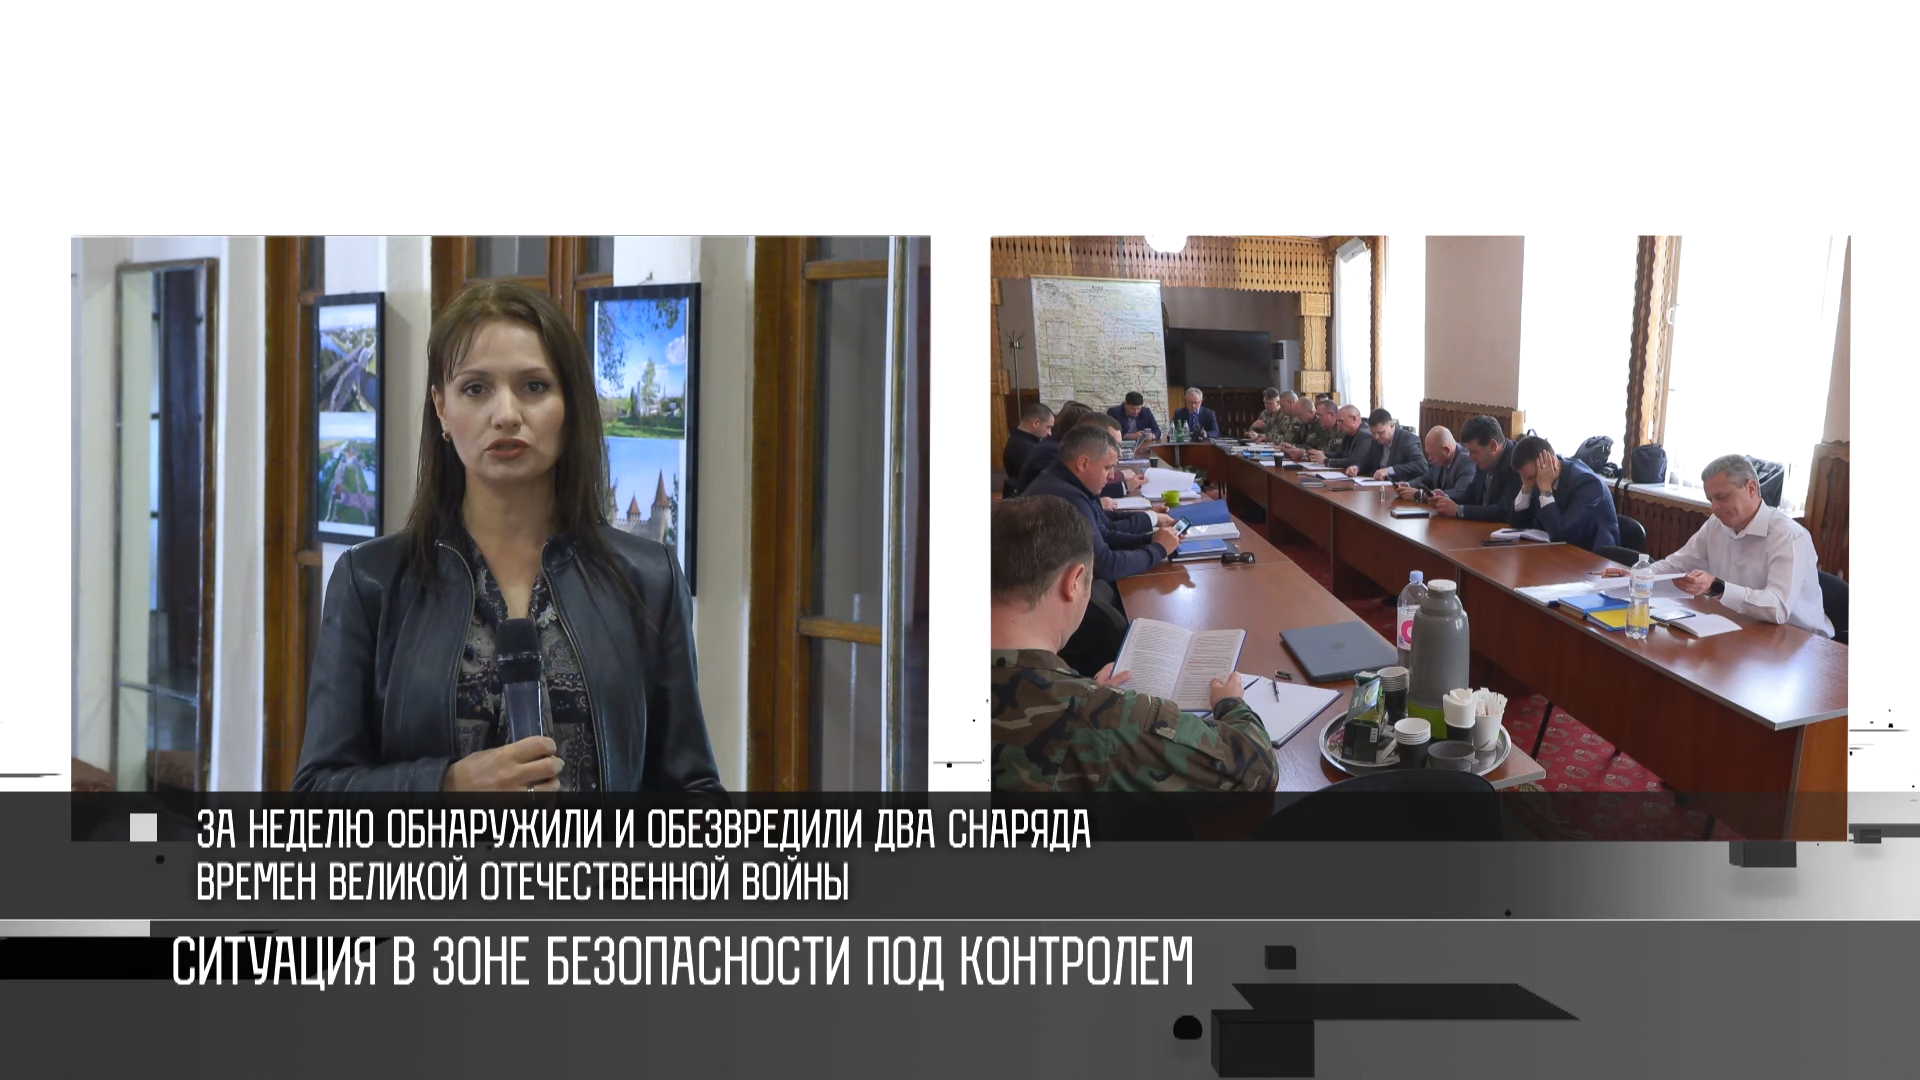 ЗА НЕДЕЛЮ ОБНАРУЖИЛИ И ОБЕЗВРЕДИЛИ ДВА СНАРЯДА
ВРЕМЕН ВЕЛИКОЙ ОТЕЧЕСТВЕННОЙ ВОЙНЫ
СИТУАЦИЯ В ЗОНЕ БЕЗОПАСНОСТИ ПОД КОНТРОЛЕМ